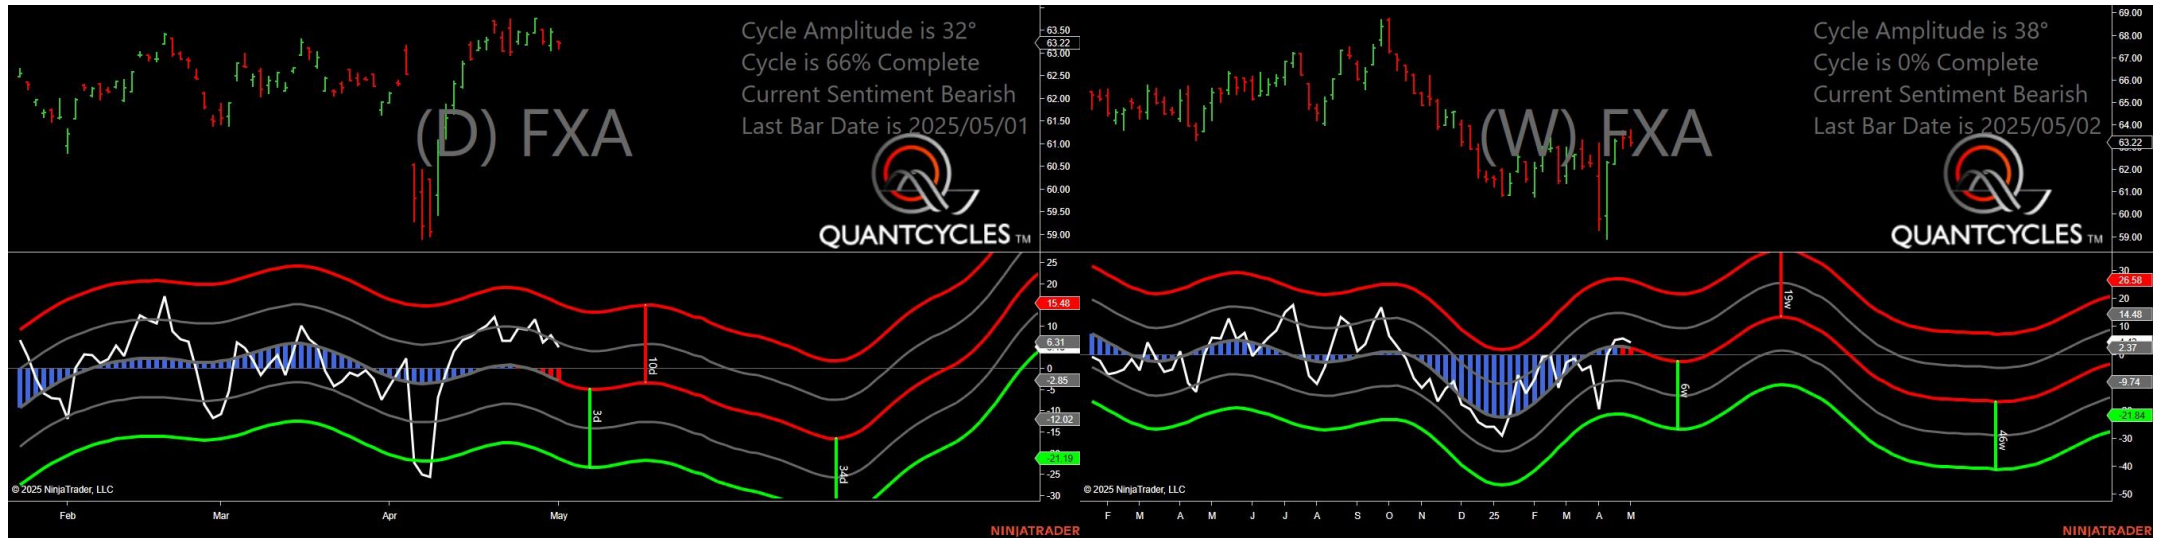 Cycle Amplitude is 32°
Cycle is 66% Complete
Current Sentiment Bearish
Last Bar Date is 2025/05/01
(D) FXA
QUANTCYCLES TM
63.50
63.22
63.00
62.50
62.00
61.50
61.00
60.50
60.00
59.50
59.00
25
20
15.48
10
6.31
0
-2.85
-5
-10
-12.02
-15
-21.19
-25
-30
10d
3d
34d
© 2025 NinjaTrader, LLC
Feb Mar Apr May
NINJATRADER
Cycle Amplitude is 38°
Cycle is 0% Complete
Current Sentiment Bearish
Last Bar Date is 2025/05/02
(W) FXA
QUANTCYCLES TM
69.00
68.00
67.00
66.00
65.00
64.00
63.22
62.00
61.00
60.00
59.00
30
26.58
20
14.48
10
2.37
-9.74
-21.84
-30
-40
-50
19w
6w
46w
© 2025 NinjaTrader, LLC
F M A M J J A S O N D 25 F M A M
NINJATRADER